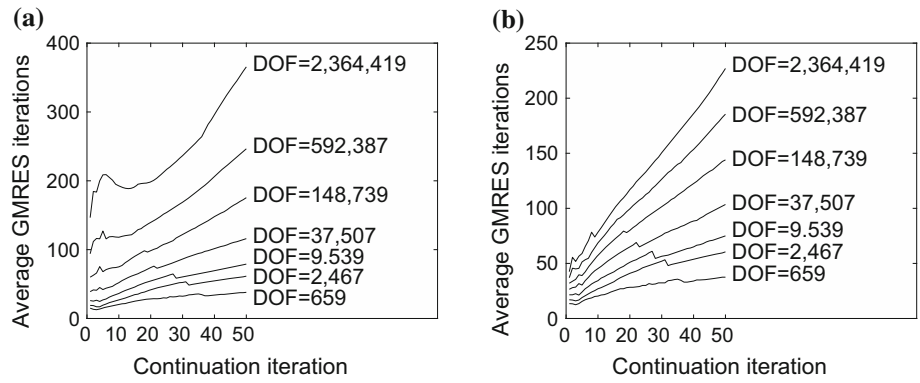 (a)
400
300
200
100
0
Average GMRES iterations
0 10 20 30 40 50
Continuation iteration
DOF=2,364,419
DOF=592,387
DOF=148,739
DOF=37,507
DOF=9.539
DOF=2,467
DOF=659
(b)
250
200
150
100
50
0
Average GMRES iterations
0 10 20 30 40 50
Continuation iteration
DOF=2,364,419
DOF=592,387
DOF=148,739
DOF=37,507
DOF=9.539
DOF=2,467
DOF=659